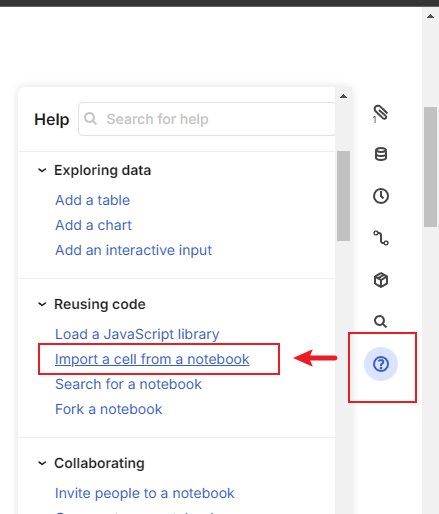 Help
Search for help
Exploring data
Add a table
Add a chart
Add an interactive input
Reusing code
Load a JavaScript library
Import a cell from a notebook
Search for a notebook
Fork a notebook
Collaborating
Invite people to a notebook
1